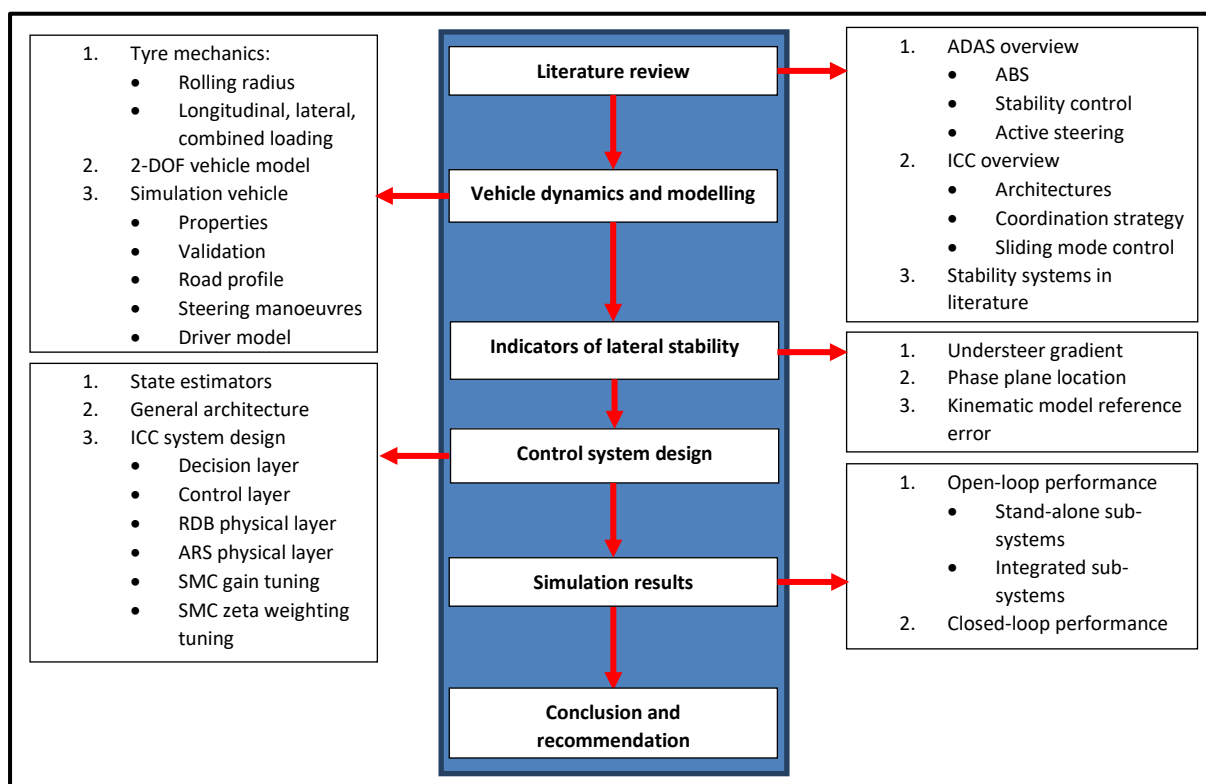 1. Tyre mechanics:
• Rolling radius
• Longitudinal, lateral,
combined loading
2. 2-DOF vehicle model
3. Simulation vehicle
• Properties
• Validation
• Road profile
• Steering manoeuvres
• Driver model
1. State estimators
2. General architecture
3. ICC system design
• Decision layer
• Control layer
• RDB physical layer
• ARS physical layer
• SMC gain tuning
• SMC zeta weighting
tuning
Literature review
Vehicle dynamics and modelling
Indicators of lateral stability
Control system design
Simulation results
Conclusion and
recommendation
1. ADAS overview
• ABS
• Stability control
• Active steering
2. ICC overview
• Architectures
• Coordination strategy
• Sliding mode control
3. Stability systems in
literature
1. Understeer gradient
2. Phase plane location
3. Kinematic model reference
error
1. Open-loop performance
• Stand-alone sub-
systems
• Integrated sub-
systems
2. Closed-loop performance